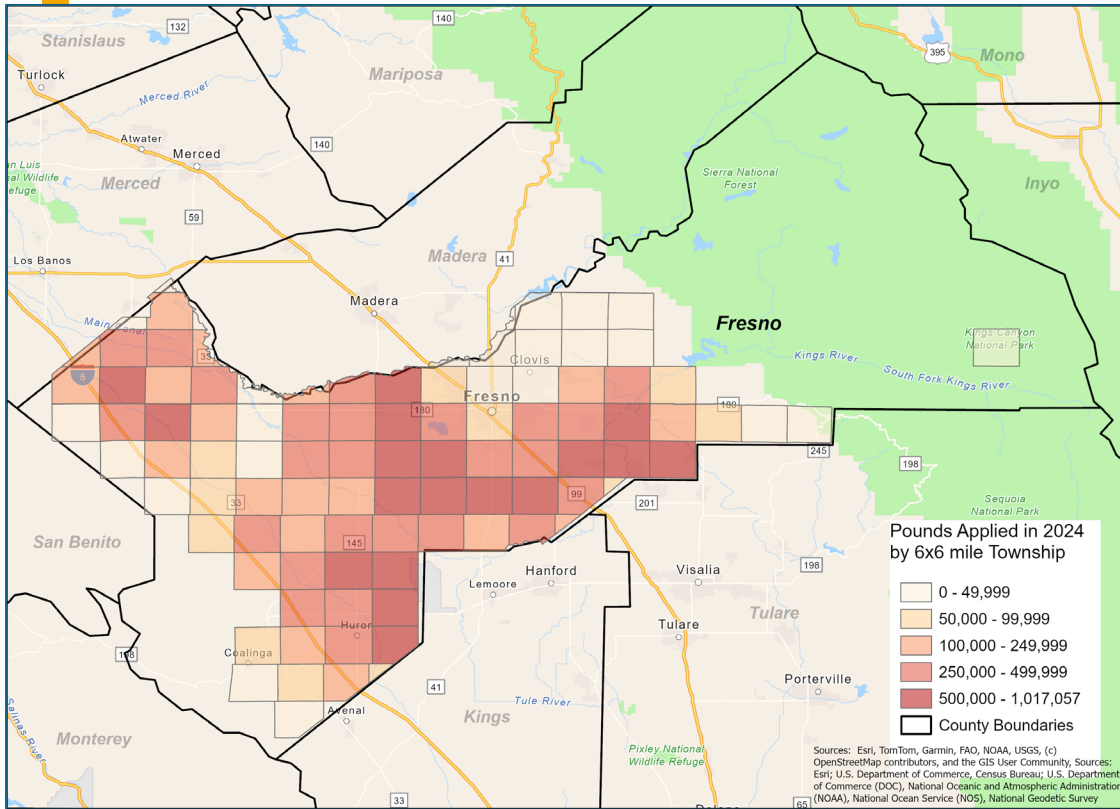 140
132
Stanislaus
395
Mono
Turlock
Mariposa
Merced River
Atwater
Merced
140
Sierra National
Forest
Merced
Inyo
59
Madera
41
Los Banos
Madera
Main Canal
Fresno
33
Kings Canyon
National Park
Clovis
Kings River
5
South Fork Kings River
Fresno
180
180
245
198
99
201
33
Sequoia
National Park
San Benito
145
Hanford
Visalia
198
Lemoore
Tulare
Huron
Tulare
198
Coalinga
Porterville
41
Tule River
Avenal
Kings
Salinas River
Monterey
Pixley National
Wildlife Refuge
33
65
Pounds Applied in 2024
by 6x6 mile Township
0 - 49,999
50,000 - 99,999
100,000 - 249,999
250,000 - 499,999
500,000 - 1,017,057
County Boundaries
Sources: Esri, TomTom, Garmin, FAO, NOAA, USGS, (c)
OpenStreetMap contributors, and the GIS User Community, Sources:
Esri; U.S. Department of Commerce, Census Bureau; U.S. Department
of Commerce (DOC), National Oceanic and Atmospheric Administration
(NOAA), National Ocean Service (NOS), National Geodetic Survey